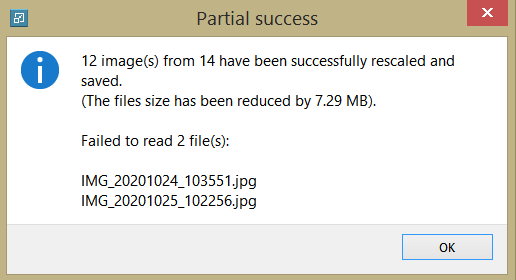 Partial success
12 image(s) from 14 have been successfully rescaled and
saved.
(The files size has been reduced by 7.29 MB).
Failed to read 2 file(s):
IMG_20201024_103551.jpg
IMG_20201025_102256.jpg
OK